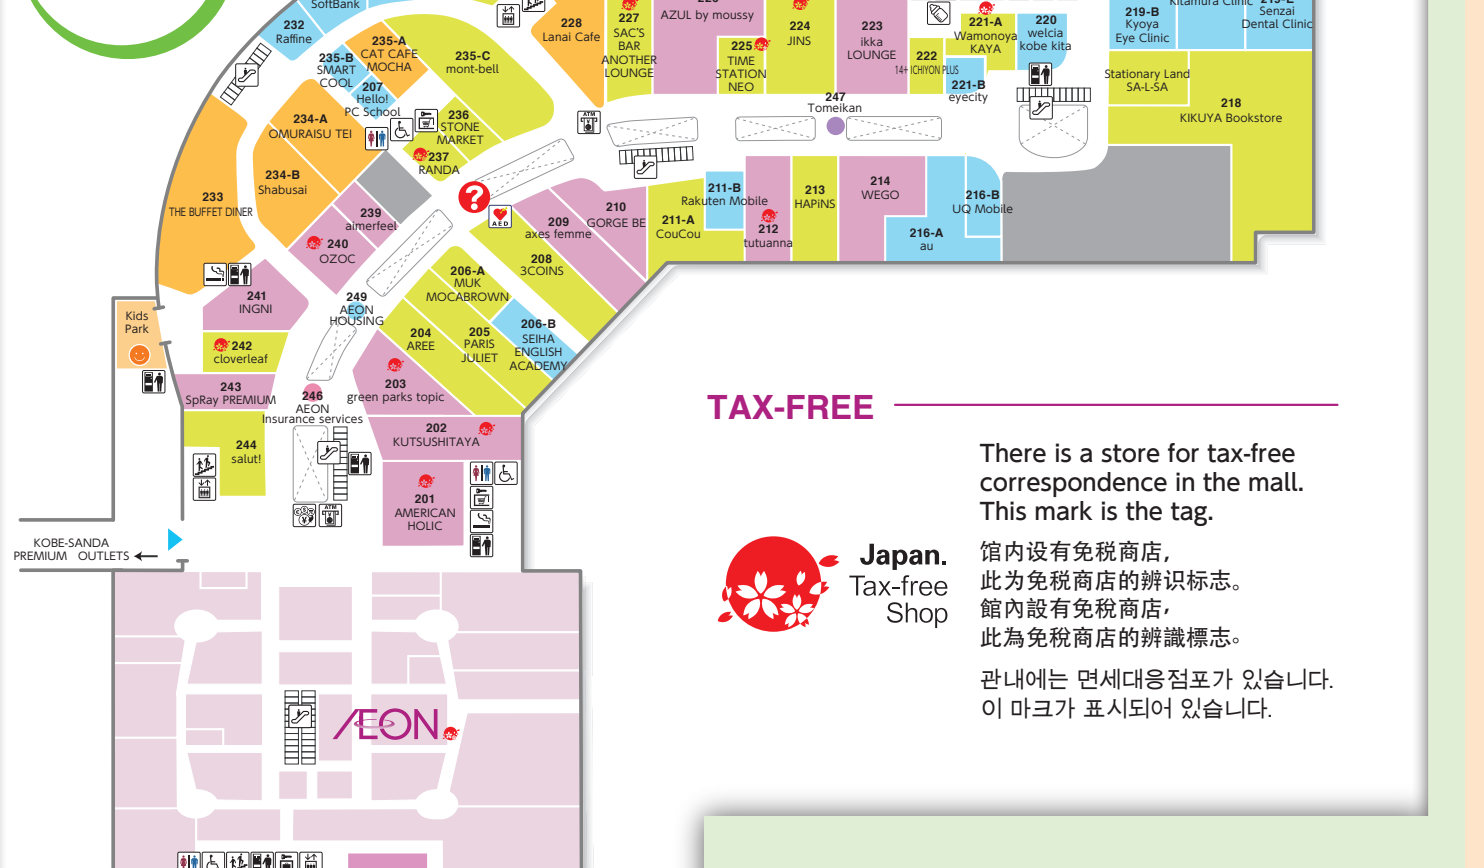 SoftBank
232
Raffine
235-A
CAT CAFE
MOCHA
235-B
SMART
COOL
207
Hello!
PC School
235-C
mont-bell
228
Lanai Cafe
227
SAC'S
BAR
ANOTHER
LOUNGE
AZUL by moussy
225
TIME
STATION
NEO
224
JINS
223
ikka
LOUNGE
222
14+ ICHIYON PLUS
221-A
Wamonoya
KAYA
221-B
eyecity
220
welcia
kobe kita
219-B
Kyoya
Eye Clinic
Kitamura Clinic
Senzai
Dental Clinic
Stationary Land
SA-L-SA
218
KIKUYA Bookstore
247
Tomeikan
ATM
234-A
OMURAISU TEI
236
STONE
MARKET
237
RANDA
234-B
Shabusai
233
THE BUFFET DINER
239
aimerfeel
240
OZOC
?
AED
209
axes femme
210
GORGE BE
211-A
CouCou
211-B
Rakuten Mobile
212
tutuanna
213
HAPiNS
214
WEGO
216-A
au
216-B
UQ Mobile
208
3COINS
206-A
MUK
MOCABROWN
206-B
SEIHA
ENGLISH
ACADEMY
205
PARIS
JULIET
204
AREE
249
AEON
HOUSING
241
INGNI
Kids
Park
242
cloverleaf
243
SpRay PREMIUM
244
salut!
246
AEON
Insurance services
203
green parks topic
202
KUTSUSHITAYA
201
AMERICAN
HOLIC
ATM
KOBE-SANDA
PREMIUM OUTLETS
ÆON
TAX-FREE
There is a store for tax-free
correspondence in the mall.
This mark is the tag.
Japan.
Tax-free
Shop
馆内设有免税商店，
此为免税商店的辨识标志。
館內設有免稅商店，
此為免稅商店的辨識標志。
관내에는 면세대응점포가 있습니다.
이 마크가 표시되어 있습니다.